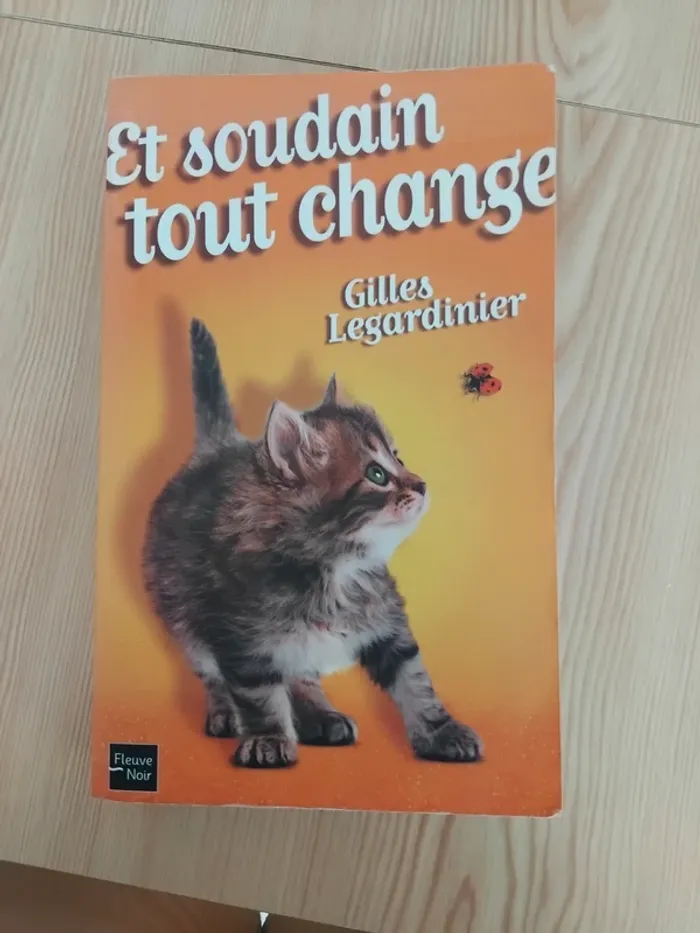 Et soudain
tout change
Gilles
Legardinier
Fleuve
Noir